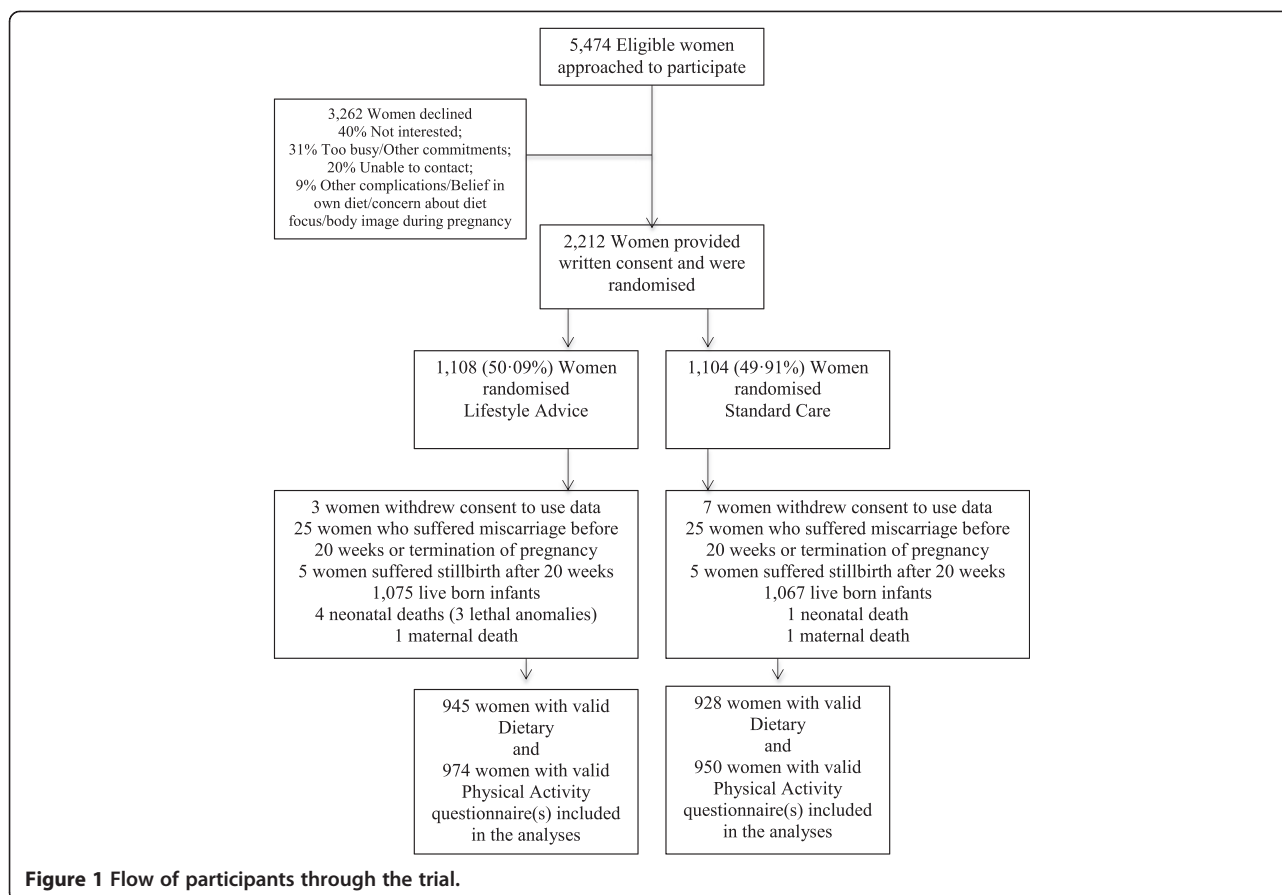 5,474 Eligible women
approached to participate
3,262 Women declined
40% Not interested;
31% Too busy/Other commitments;
20% Unable to contact;
9% Other complications/Belief in
own diet/concern about diet
focus/body image during pregnancy
2,212 Women provided
written consent and were
randomised
1,108 (50·09%) Women
randomised
Lifestyle Advice
1,104 (49·91%) Women
randomised
Standard Care
3 women withdrew consent to use data
25 women who suffered miscarriage before
20 weeks or termination of pregnancy
5 women suffered stillbirth after 20 weeks
1,075 live born infants
4 neonatal deaths (3 lethal anomalies)
1 maternal death
7 women withdrew consent to use data
25 women who suffered miscarriage before
20 weeks or termination of pregnancy
5 women suffered stillbirth after 20 weeks
1,067 live born infants
1 neonatal death
1 maternal death
945 women with valid
Dietary
and
974 women with valid
Physical Activity
questionnaire(s) included
in the analyses
928 women with valid
Dietary
and
950 women with valid
Physical Activity
questionnaire(s) included
in the analyses
Figure 1 Flow of participants through the trial.